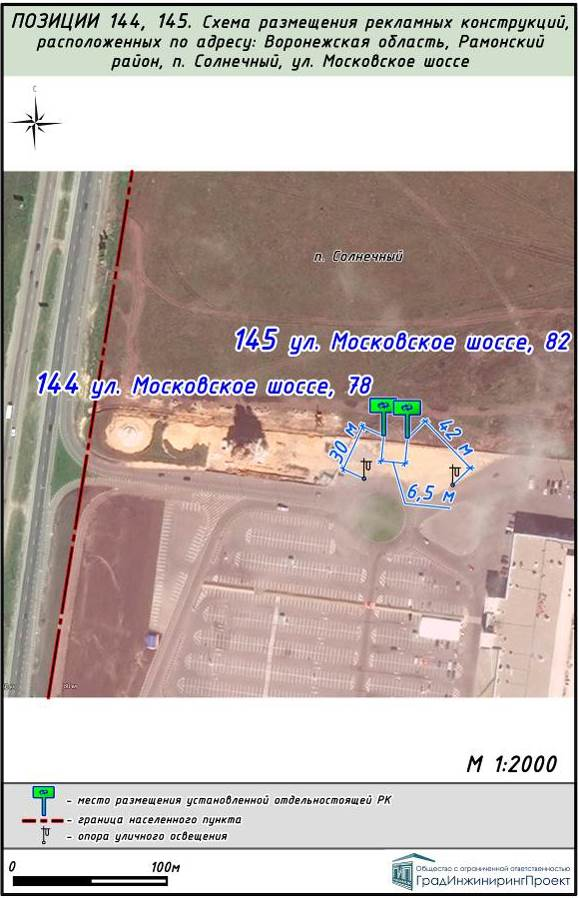 ПОЗИЦИИ 144, 145. Схема размещения рекламных конструкций,
расположенных по адресу: Воронежская область, Рамонский
район, п. Солнечный, ул. Московское шоссе
С
п. Солнечный
145 ул. Московское шоссе, 82
144 ул. Московское шоссе, 78
30 м
42 м
6,5 м
М 1:2000
- место размещения установленной отдельностоящей РК
- граница населенного пункта
- опора уличного освещения
0 100м
Общество с ограниченной ответственностью
ГрадИнжинирингПроект